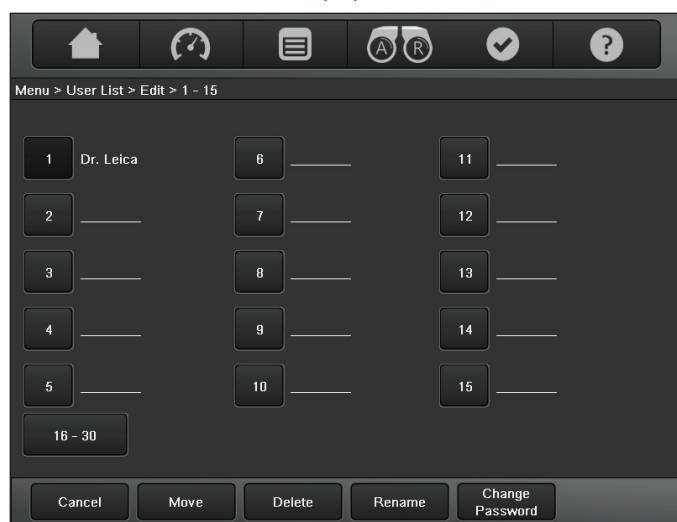 A R ?
Menu > User List > Edit > 1 - 15
1 Dr. Leica 6 11
2 7 12
3 8 13
4 9 14
5 10 15
16 - 30
Cancel Move Delete Rename Change
Password